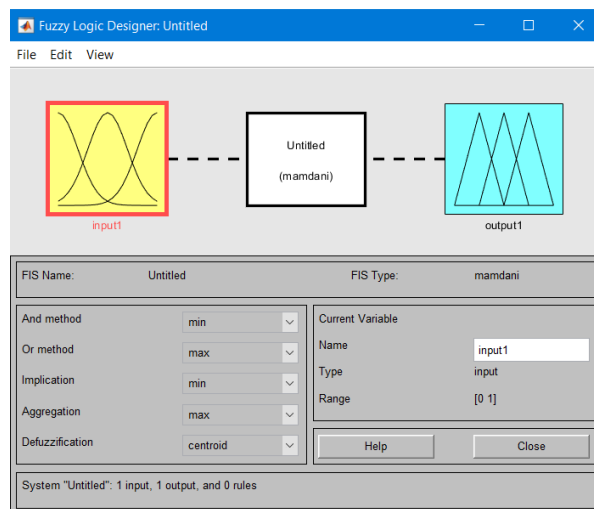 Fuzzy Logic Designer: Untitled
File Edit View
Untitled
(mamdani)
input1
output1
FIS Name: Untitled FIS Type: mamdani
And method min
Or method max
Implication min
Aggregation max
Defuzzification centroid
Current Variable
Name input1
Type input
Range [0 1]
Help Close
System "Untitled": 1 input, 1 output, and 0 rules